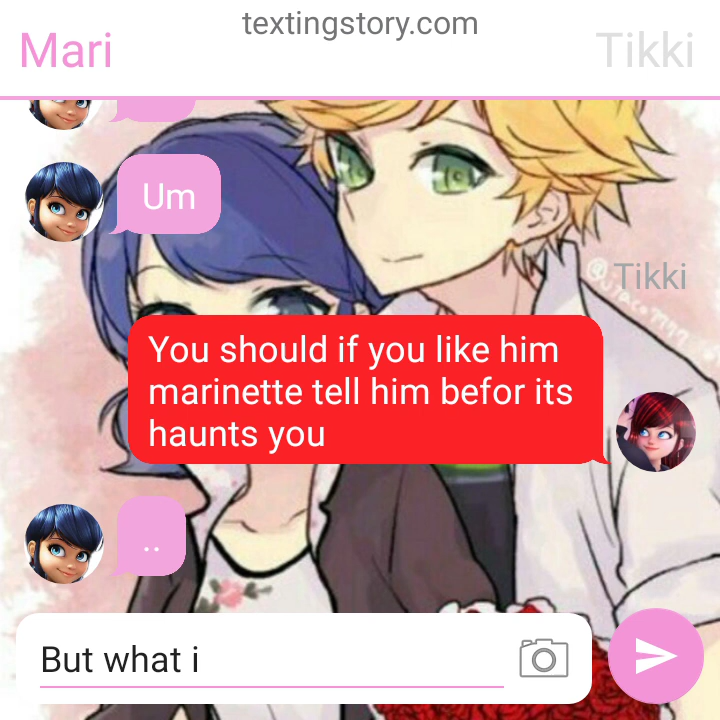 textingstory.com
Mari
Tikki
Um
Tikki
You should if you like him
marinette tell him befor its
haunts you
..
But what i